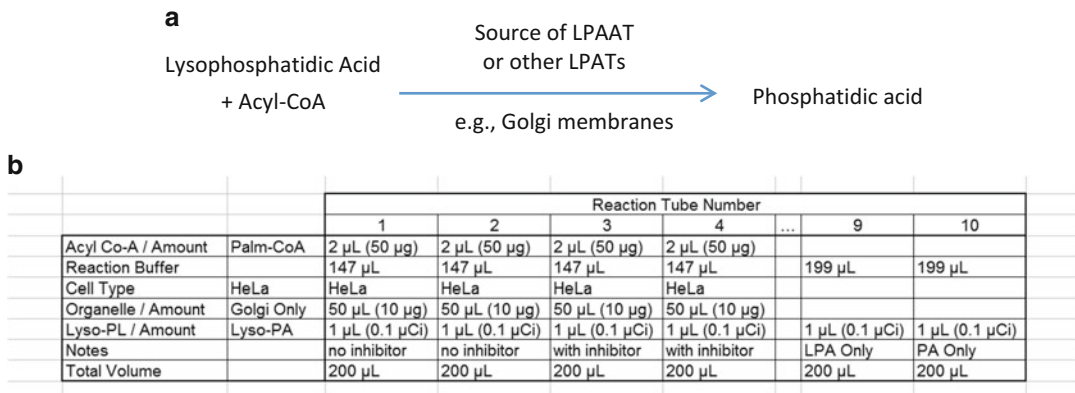 a
Lysophosphatidic Acid
+ Acyl-CoA
Source of LPAAT
or other LPATs
e.g., Golgi membranes
Phosphatidic acid
b
Reaction Tube Number
1 2 3 4 ... 9 10
Acyl Co-A / Amount Palm-CoA 2 µL (50 µg) 2 µL (50 µg) 2 µL (50 µg) 2 µL (50 µg)
Reaction Buffer 147 µL 147 µL 147 µL 147 µL 199 µL 199 µL
Cell Type HeLa HeLa HeLa HeLa HeLa
Organelle / Amount Golgi Only 50 µL (10 µg) 50 µL (10 µg) 50 µL (10 µg) 50 µL (10 µg)
Lyso-PL / Amount Lyso-PA 1 µL (0.1 µCi) 1 µL (0.1 µCi) 1 µL (0.1 µCi) 1 µL (0.1 µCi) 1 µL (0.1 µCi) 1 µL (0.1 µCi)
Notes no inhibitor no inhibitor with inhibitor with inhibitor LPA Only PA Only
Total Volume 200 µL 200 µL 200 µL 200 µL 200 µL 200 µL